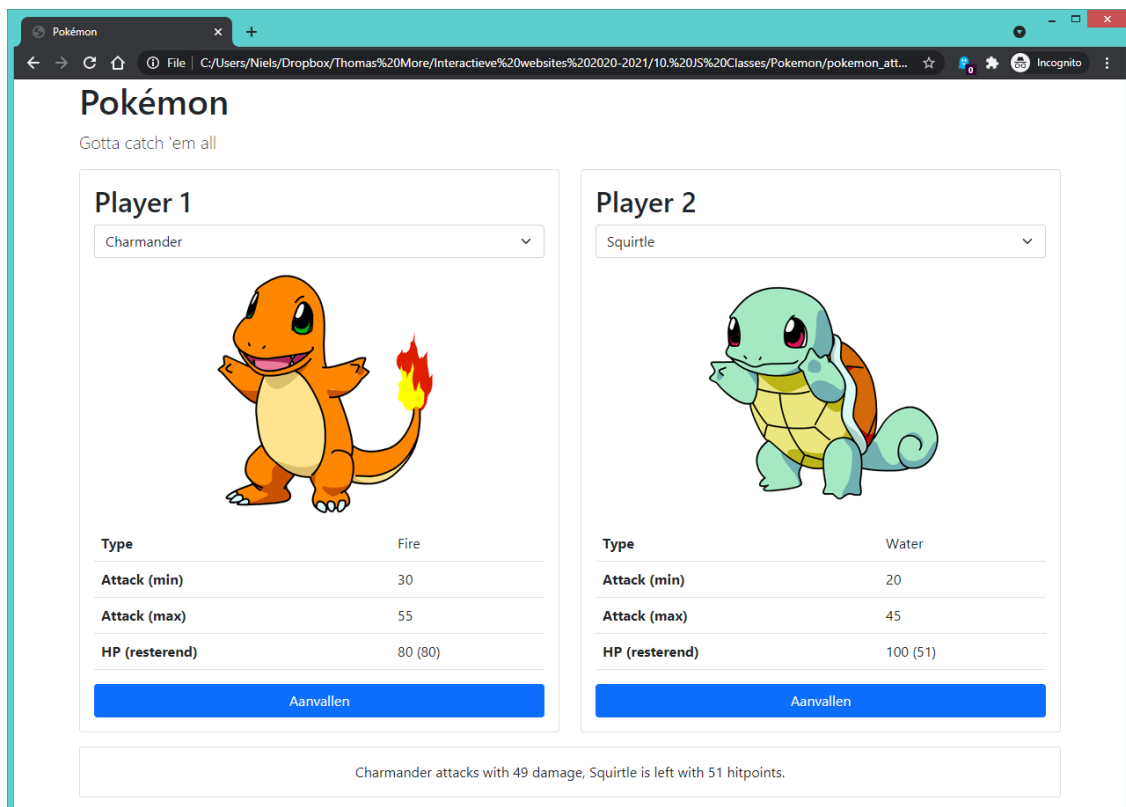 Pokémon
File | C:/Users/Niels/Dropbox/Thomas%20More/Interactieve%20websites%202020-2021/10.%20JS%20Classes/Pokemon/pokemon_att...
0
Incognito
Pokémon
Gotta catch 'em all
Player 1
Charmander
Type Fire
Attack (min) 30
Attack (max) 55
HP (resterend) 80 (80)
Aanvallen
Player 2
Squirtle
Type Water
Attack (min) 20
Attack (max) 45
HP (resterend) 100 (51)
Aanvallen
Charmander attacks with 49 damage, Squirtle is left with 51 hitpoints.